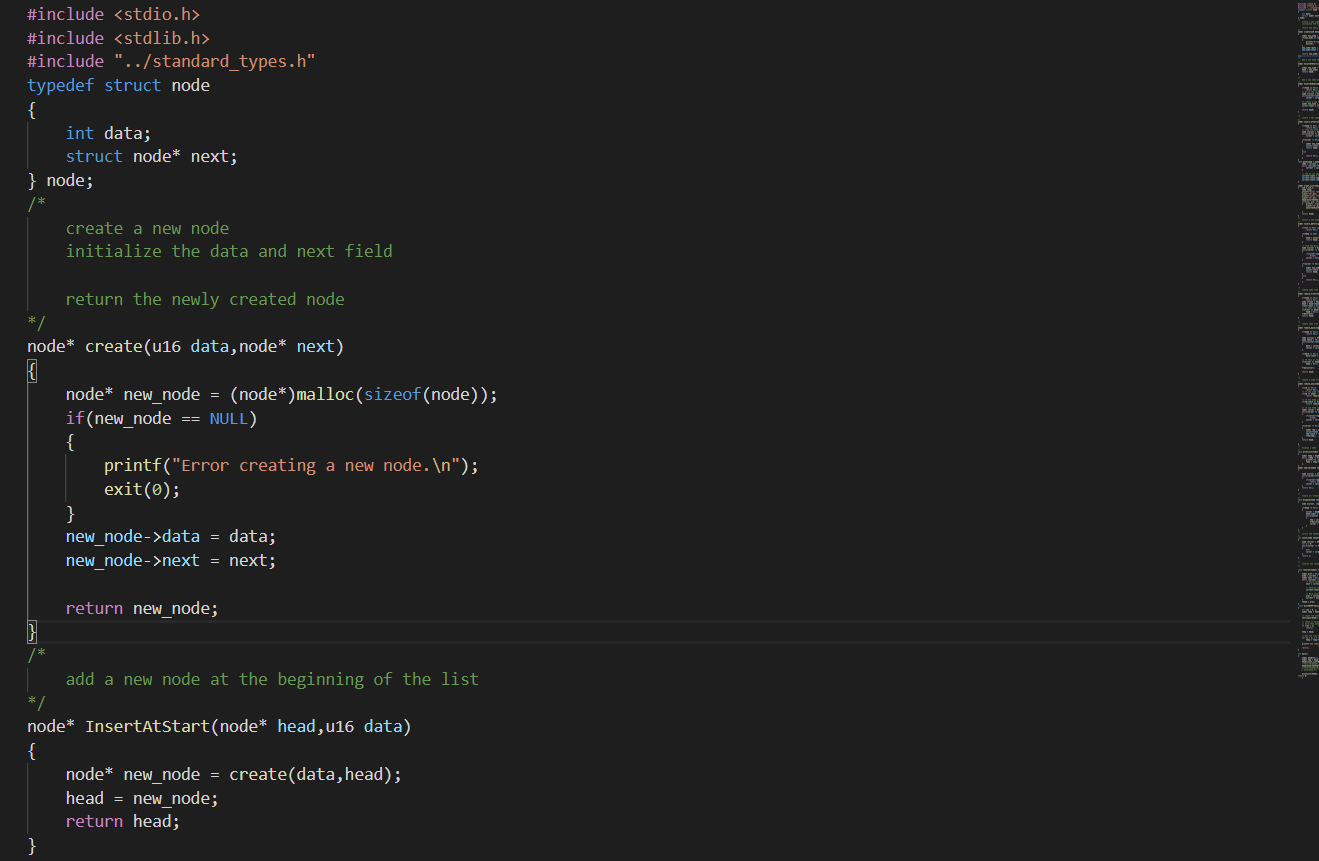 #include <stdio.h>
#include <stdlib.h>
#include "../standard_types.h"
typedef struct node
{
    int data;
    struct node* next;
} node;
/*
    create a new node
    initialize the data and next field

    return the newly created node
*/
node* create(u16 data,node* next)
{
    node* new_node = (node*)malloc(sizeof(node));
    if(new_node == NULL)
    {
        printf("Error creating a new node.\n");
        exit(0);
    }
    new_node->data = data;
    new_node->next = next;

    return new_node;
}
/*
    add a new node at the beginning of the list
*/
node* InsertAtStart(node* head,u16 data)
{
    node* new_node = create(data,head);
    head = new_node;
    return head;
}